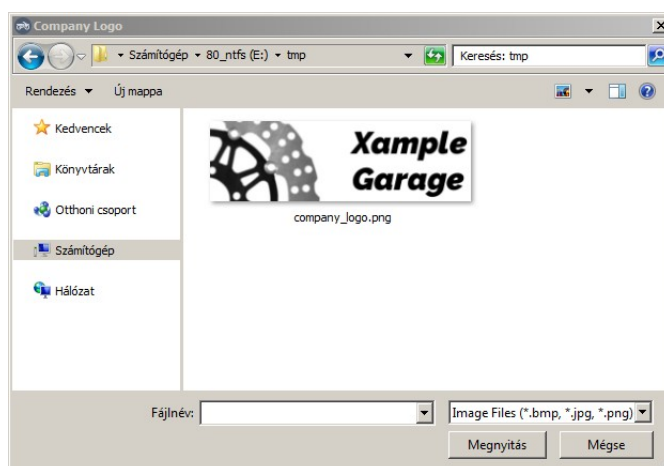 Company Logo
Számítógép 80_ntfs (E:) tmp
Keresés: tmp
Rendezés
Új mappa
Kedvencek
Könyvtárak
Otthoni csoport
Számítógép
Hálózat
Xample
Garage
company_logo.png
Fájlnév:
Image Files (*.bmp, *.jpg, *.png)
Megnyitás
Mégse